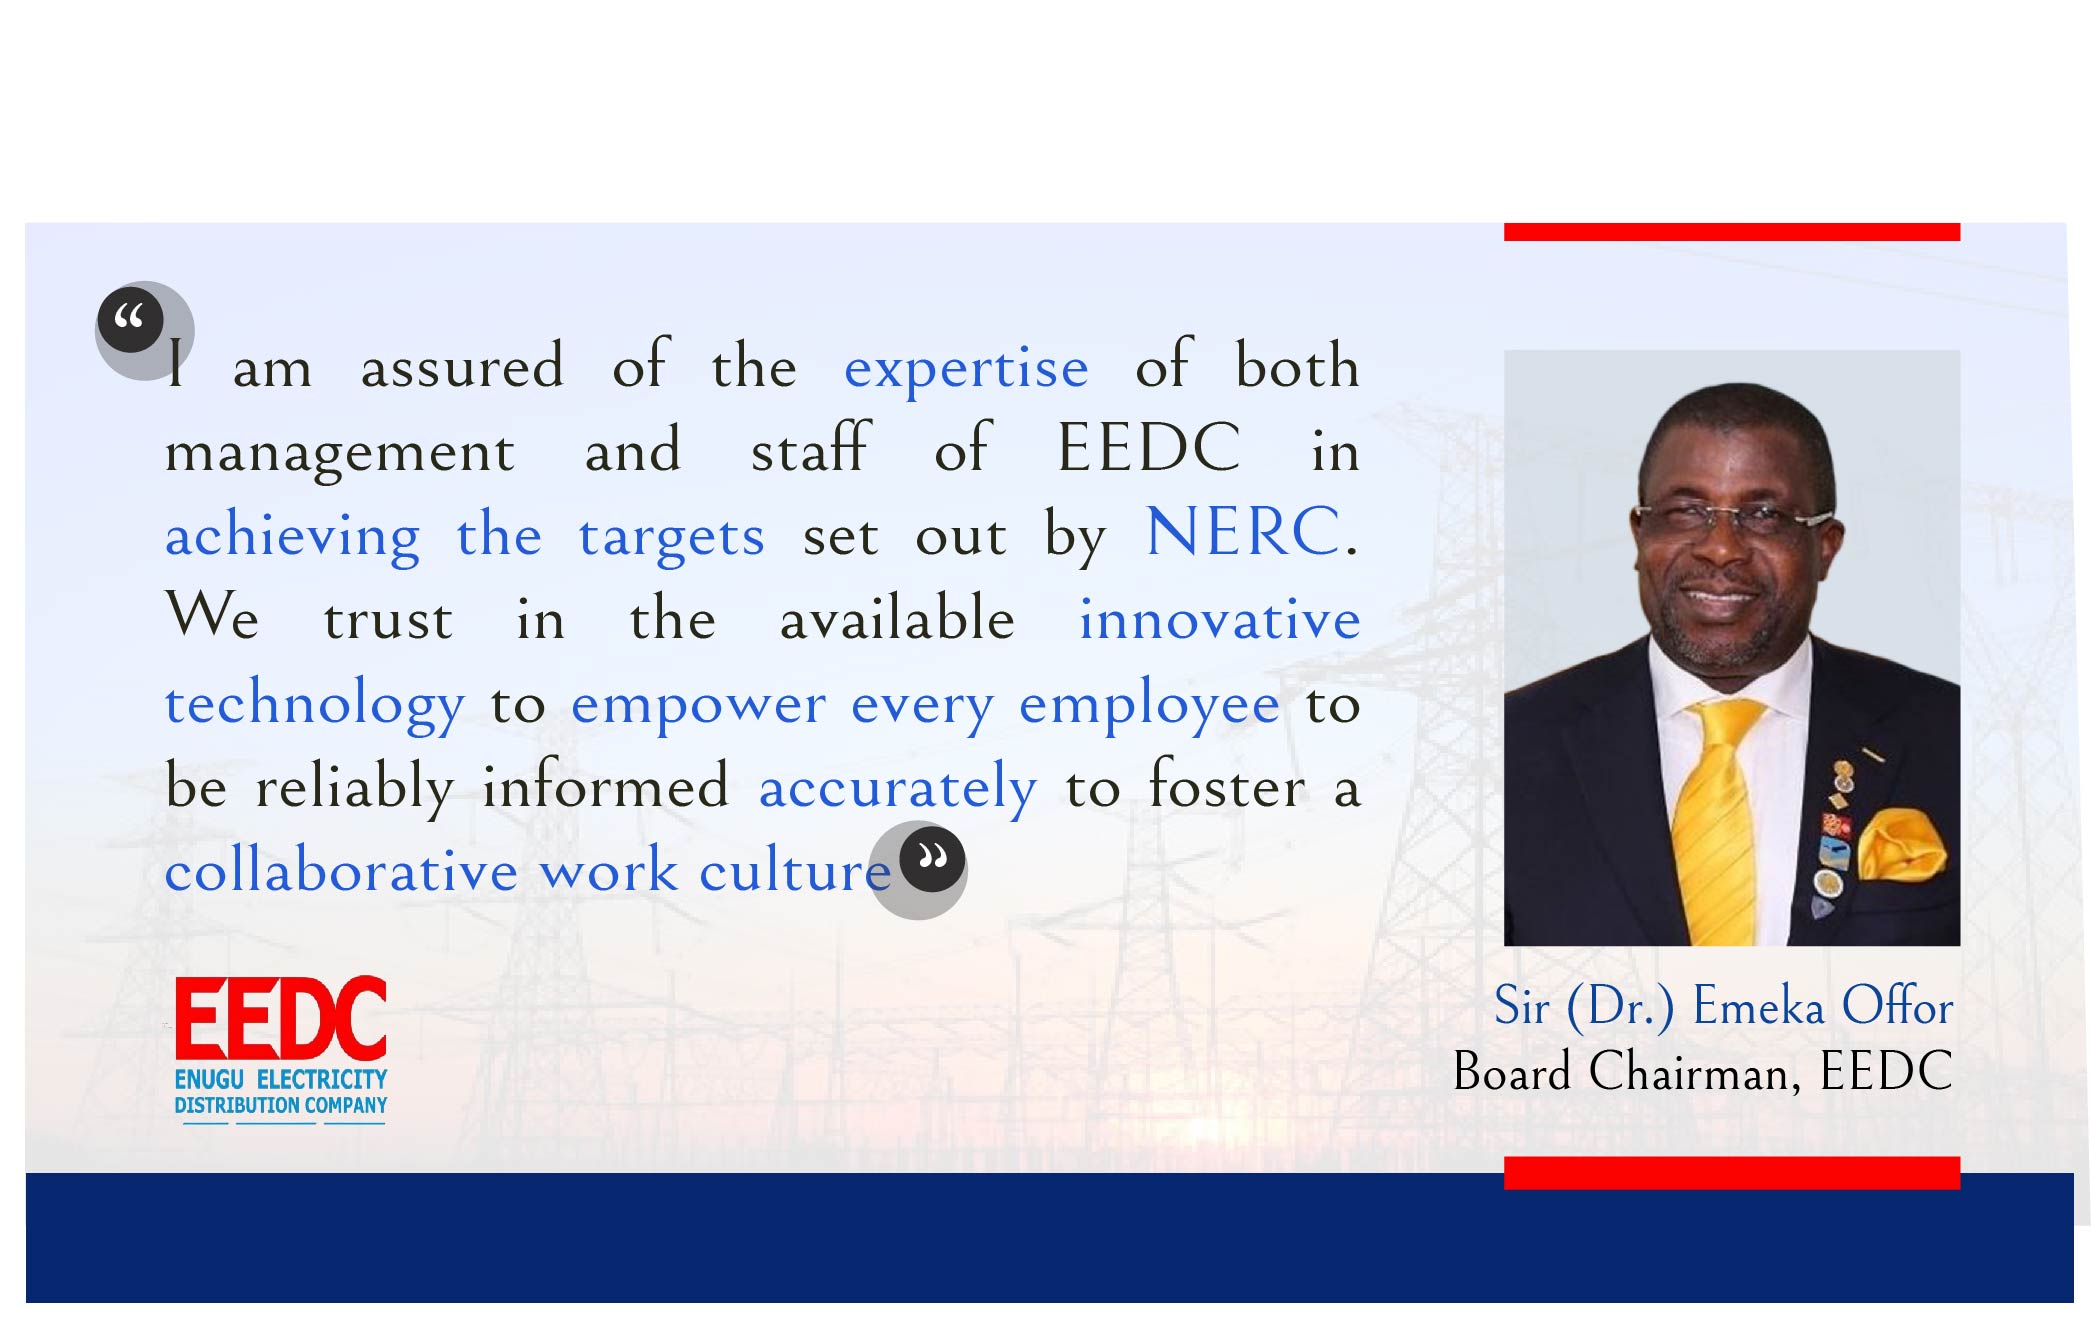 “
I am assured of the expertise of both
management and staff of EEDC in
achieving the targets set out by NERC.
We trust in the available innovative
technology to empower every employee to
be reliably informed accurately to foster a
collaborative work culture”
EEDC
ENUGU ELECTRICITY
DISTRIBUTION COMPANY
Sir (Dr.) Emeka Offor
Board Chairman, EEDC